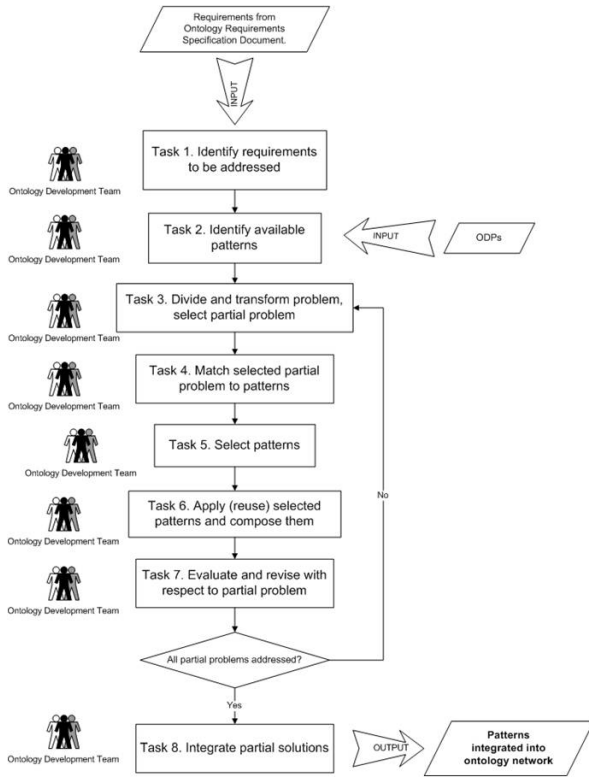 Requirements from
Ontology Requirements
Specification Document.
INPUT
Task 1. Identify requirements
to be addressed
Ontology Development Team
Task 2. Identify available
patterns
Ontology Development Team
INPUT
ODPs
Task 3. Divide and transform problem,
select partial problem
Ontology Development Team
Task 4. Match selected partial
problem to patterns
Ontology Development Team
Task 5. Select patterns
Ontology Development Team
Task 6. Apply (reuse) selected
patterns and compose them
Ontology Development Team
No
Task 7. Evaluate and revise with
respect to partial problem
Ontology Development Team
All partial problems addressed?
Yes
Task 8. Integrate partial solutions
Ontology Development Team
OUTPUT
Patterns
integrated into
ontology network